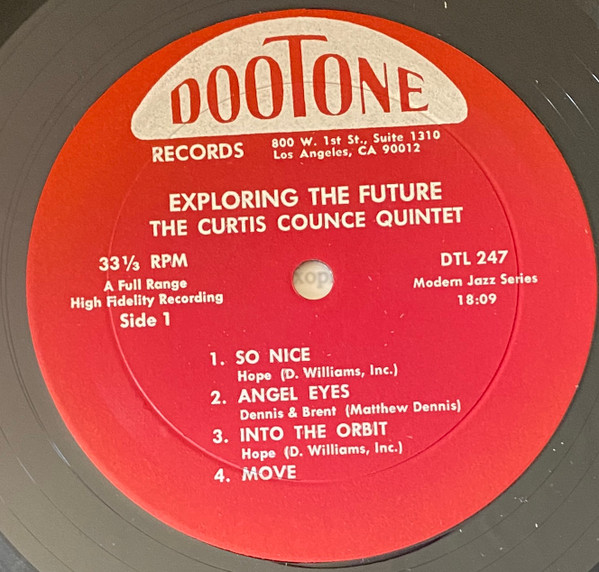 DOOTONE
RECORDS
800 W. 1st St., Suite 1310
Los Angeles, CA 90012
EXPLORING THE FUTURE
THE CURTIS COUNCE QUINTET
33⅓ RPM
A Full Range
High Fidelity Recording
Side 1
DTL 247
Modern Jazz Series
18:09
1. SO NICE
Hope (D. Williams, Inc.)
2. ANGEL EYES
Dennis & Brent (Matthew Dennis)
3. INTO THE ORBIT
Hope (D. Williams, Inc.)
4. MOVE